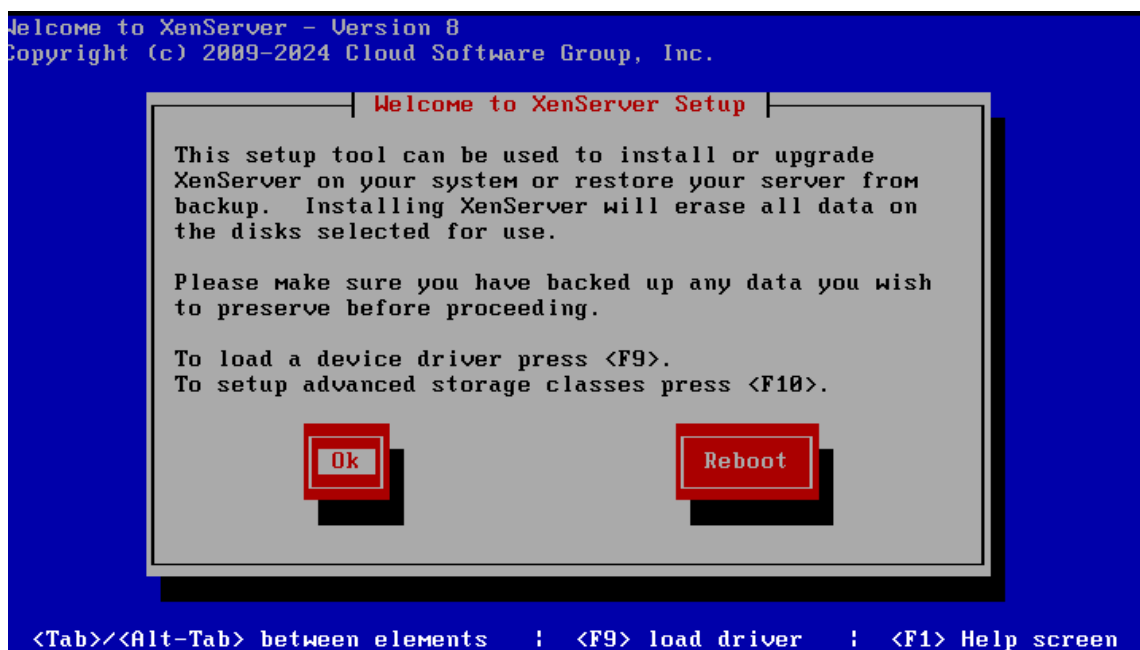 Welcome to XenServer - Version 8
Copyright (c) 2009-2024 Cloud Software Group, Inc.
Welcome to XenServer Setup
This setup tool can be used to install or upgrade
XenServer on your system or restore your server from
backup.  Installing XenServer will erase all data on
the disks selected for use.
Please make sure you have backed up any data you wish
to preserve before proceeding.
To load a device driver press <F9>.
To setup advanced storage classes press <F10>.
Ok Reboot
<Tab>/<Alt-Tab> between elements | <F9> load driver | <F1> Help screen